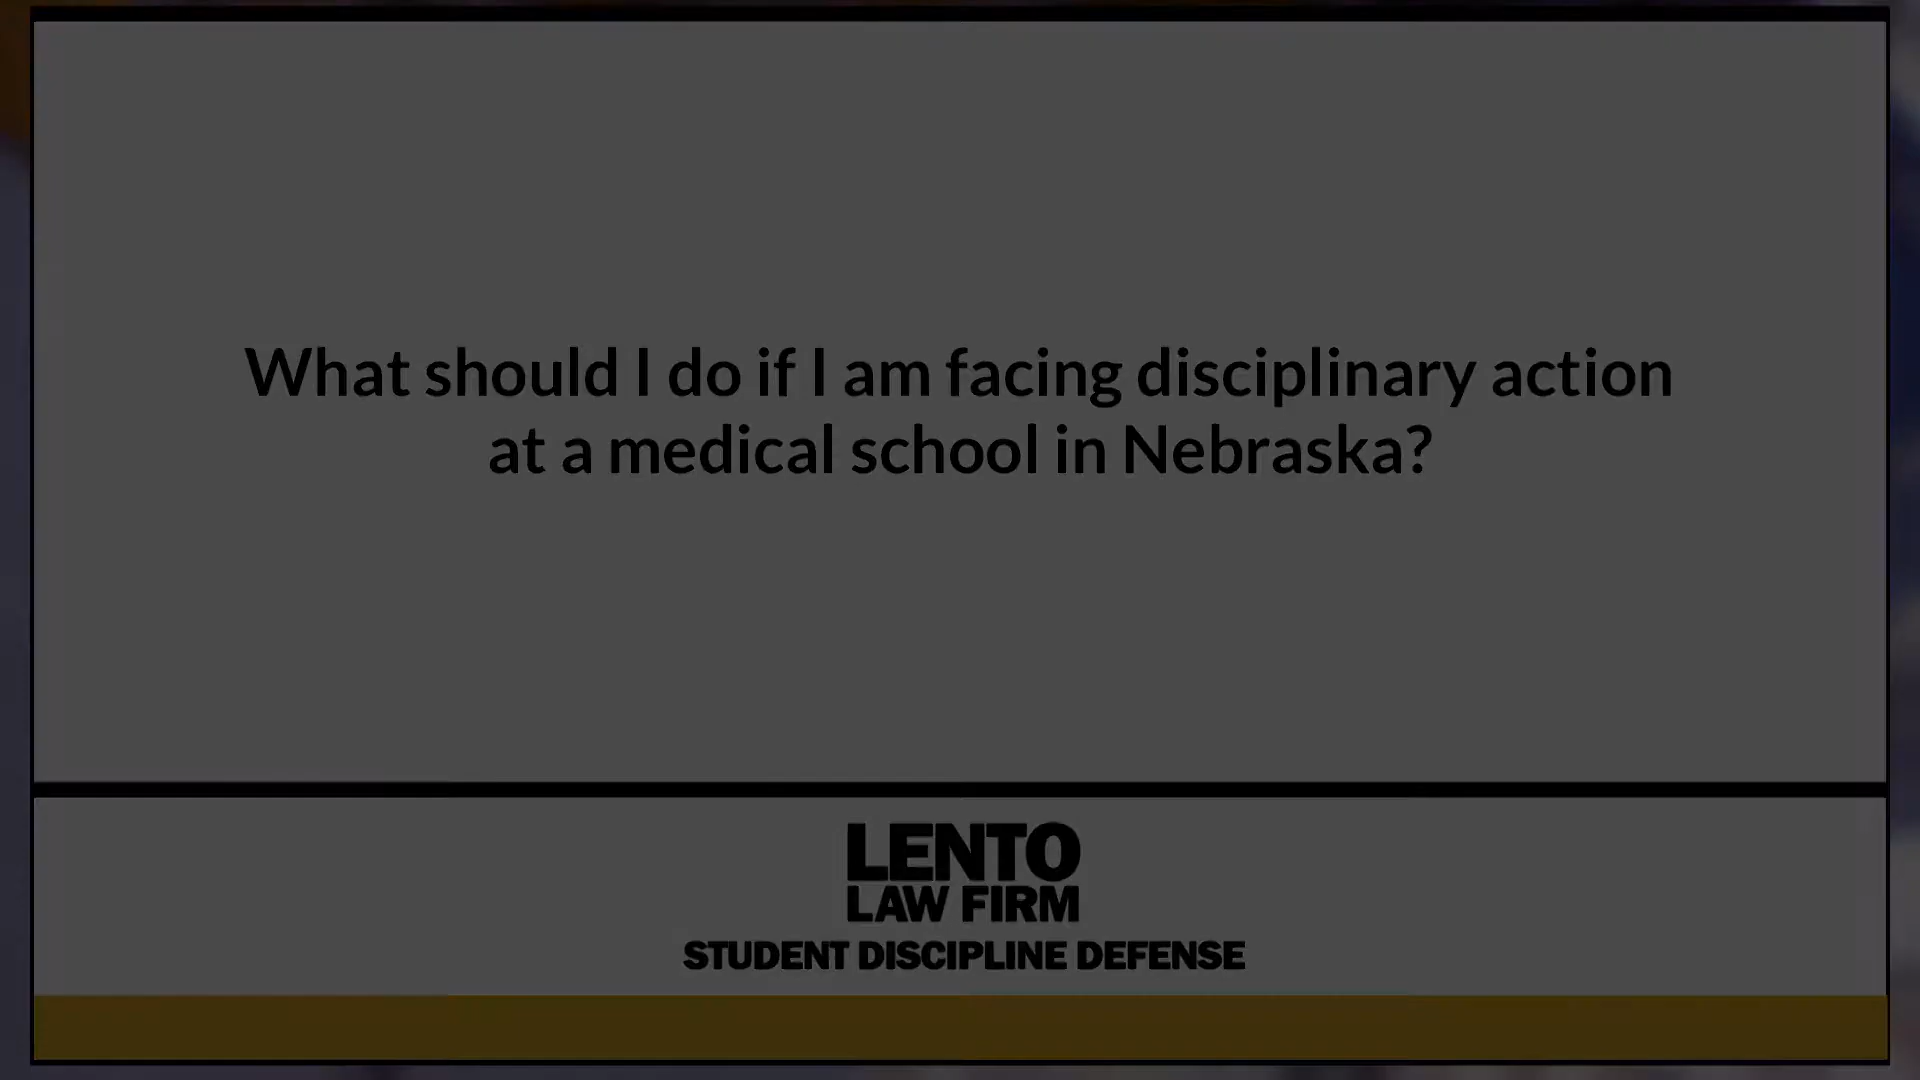 What should I do if I am facing disciplinary action
at a medical school in Nebraska?
LENTO
LAW FIRM
STUDENT DISCIPLINE DEFENSE